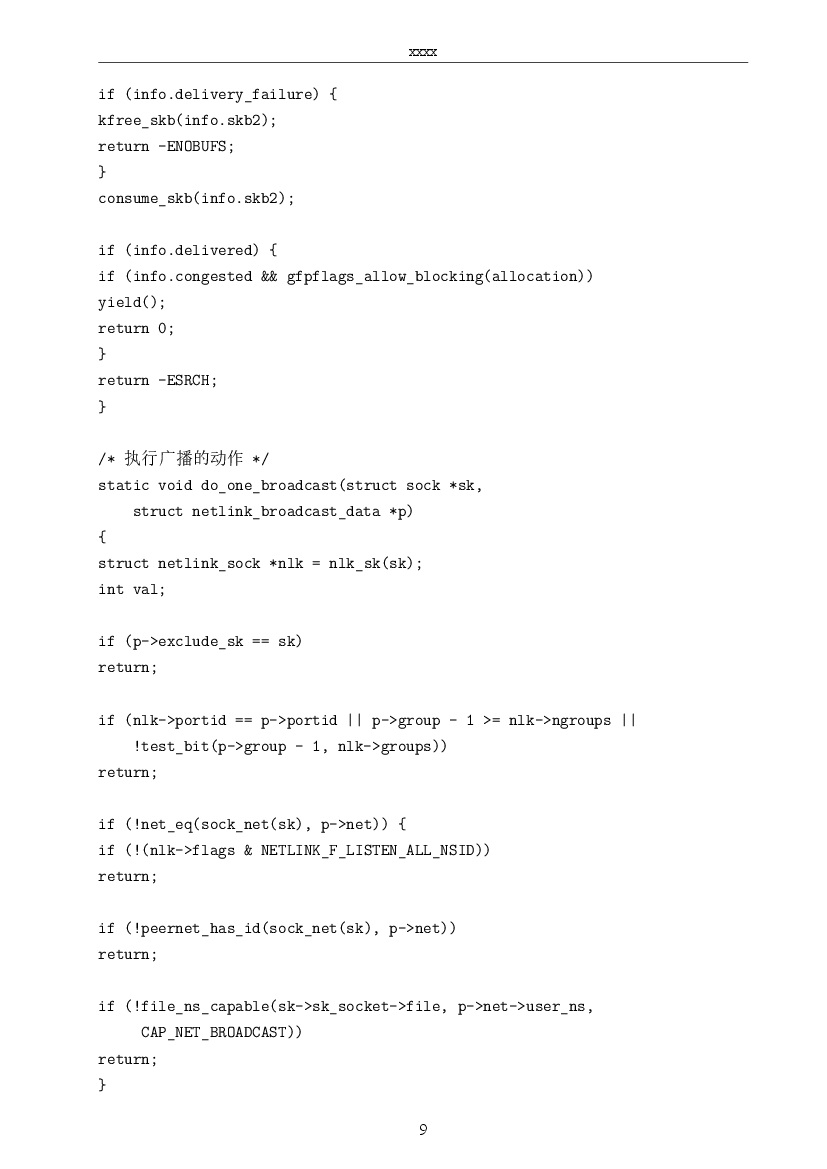 xxxx
if (info.delivery_failure) {
kfree_skb(info.skb2);
return -ENOBUFS;
}
consume_skb(info.skb2);

if (info.delivered) {
if (info.congested && gfpflags_allow_blocking(allocation))
yield();
return 0;
}
return -ESRCH;
}

/* 执行广播的动作 */
static void do_one_broadcast(struct sock *sk,
    struct netlink_broadcast_data *p)
{
struct netlink_sock *nlk = nlk_sk(sk);
int val;

if (p->exclude_sk == sk)
return;

if (nlk->portid == p->portid || p->group - 1 >= nlk->ngroups ||
    !test_bit(p->group - 1, nlk->groups))
return;

if (!net_eq(sock_net(sk), p->net)) {
if (!(nlk->flags & NETLINK_F_LISTEN_ALL_NSID))
return;

if (!peernet_has_id(sock_net(sk), p->net))
return;

if (!file_ns_capable(sk->sk_socket->file, p->net->user_ns,
     CAP_NET_BROADCAST))
return;
}
9